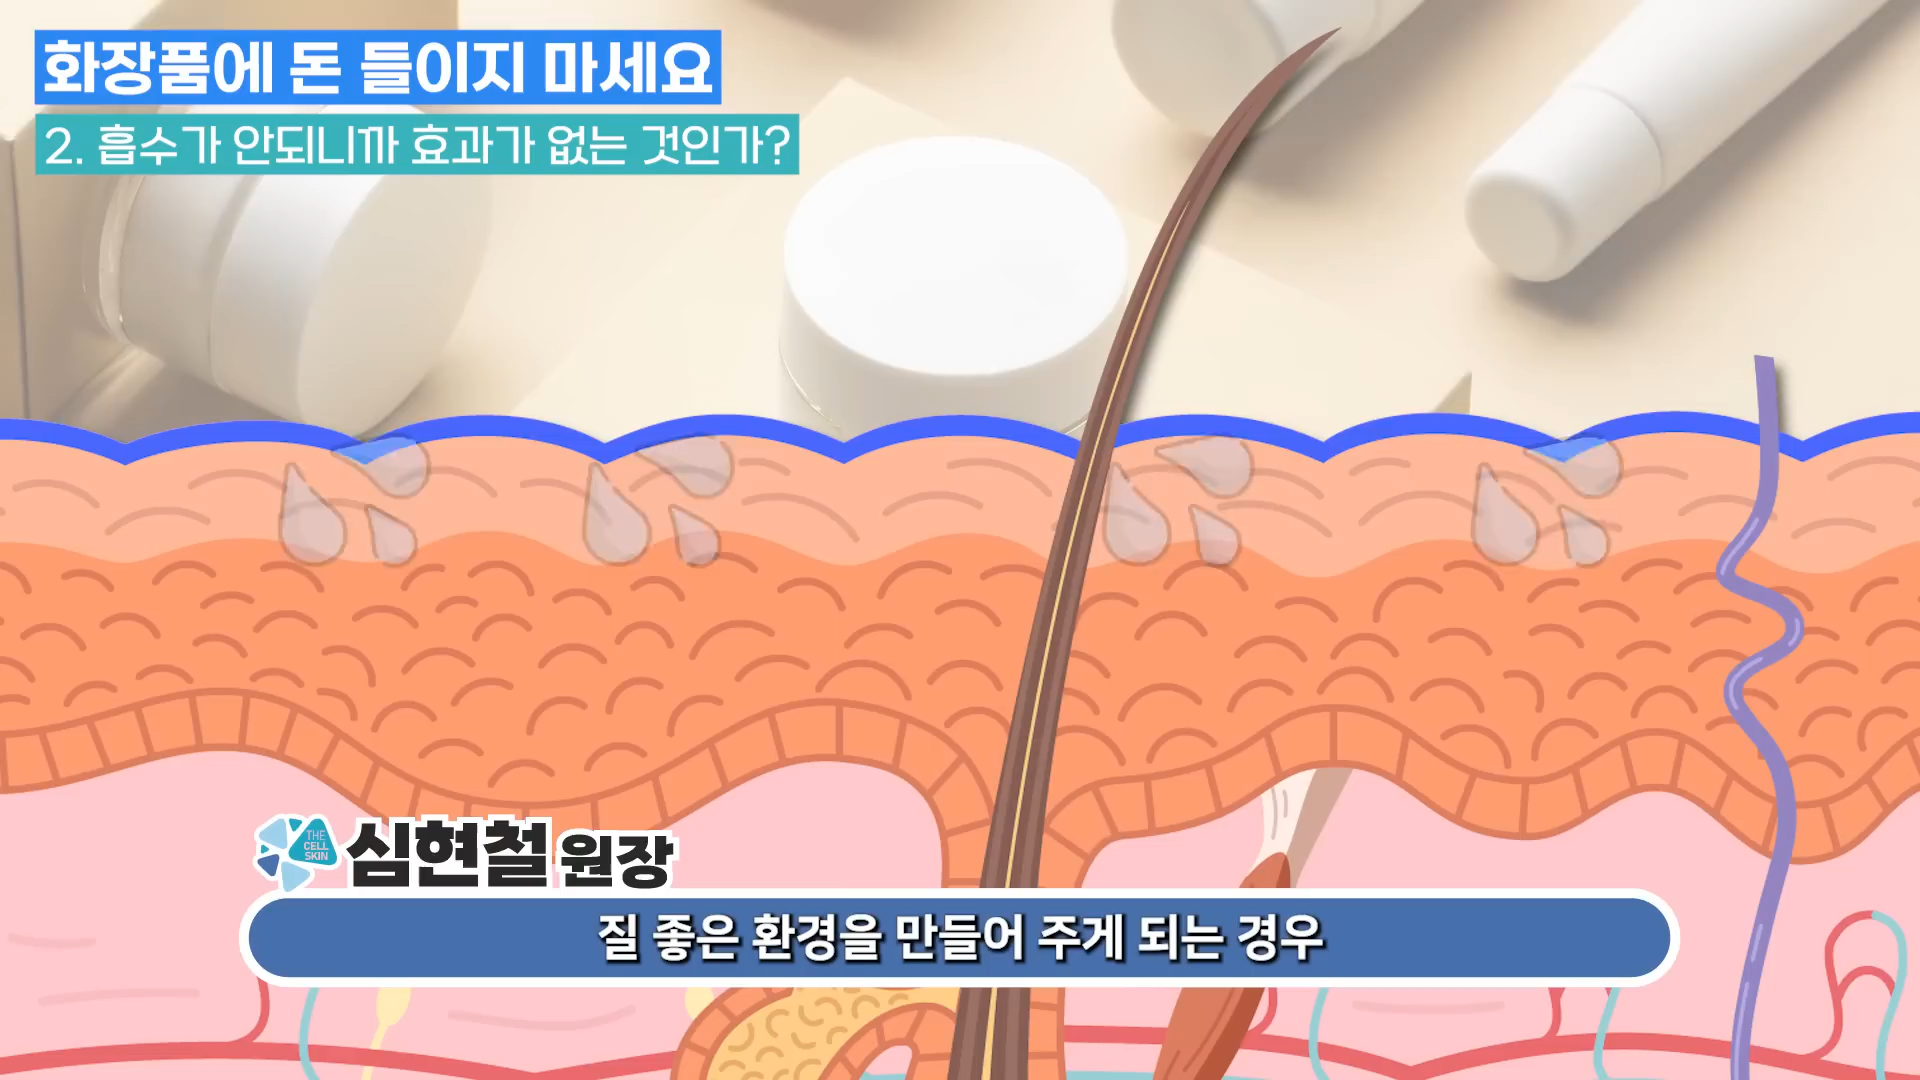 화장품에 돈 들이지 마세요
2. 흡수가 안되니까 효과가 없는 것인가?
THE
CELL
SKIN
심현철 원장
질 좋은 환경을 만들어 주게 되는 경우